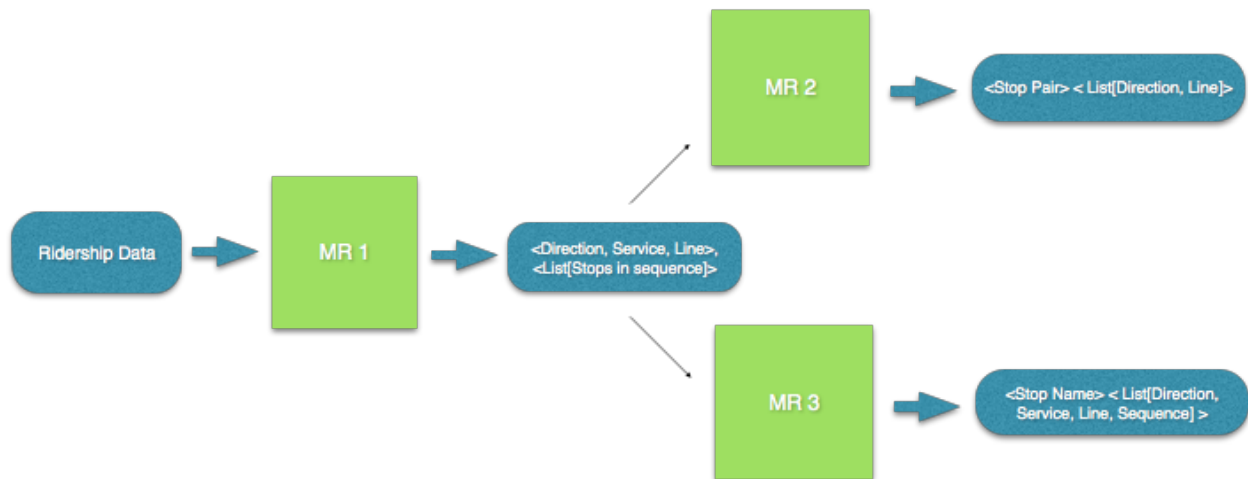 Ridership Data
MR 1
<Direction, Service, Line>,
<List[Stops in sequence]>
MR 2
<Stop Pair> < List[Direction, Line]>
MR 3
<Stop Name> < List[Direction,
Service, Line, Sequence] >